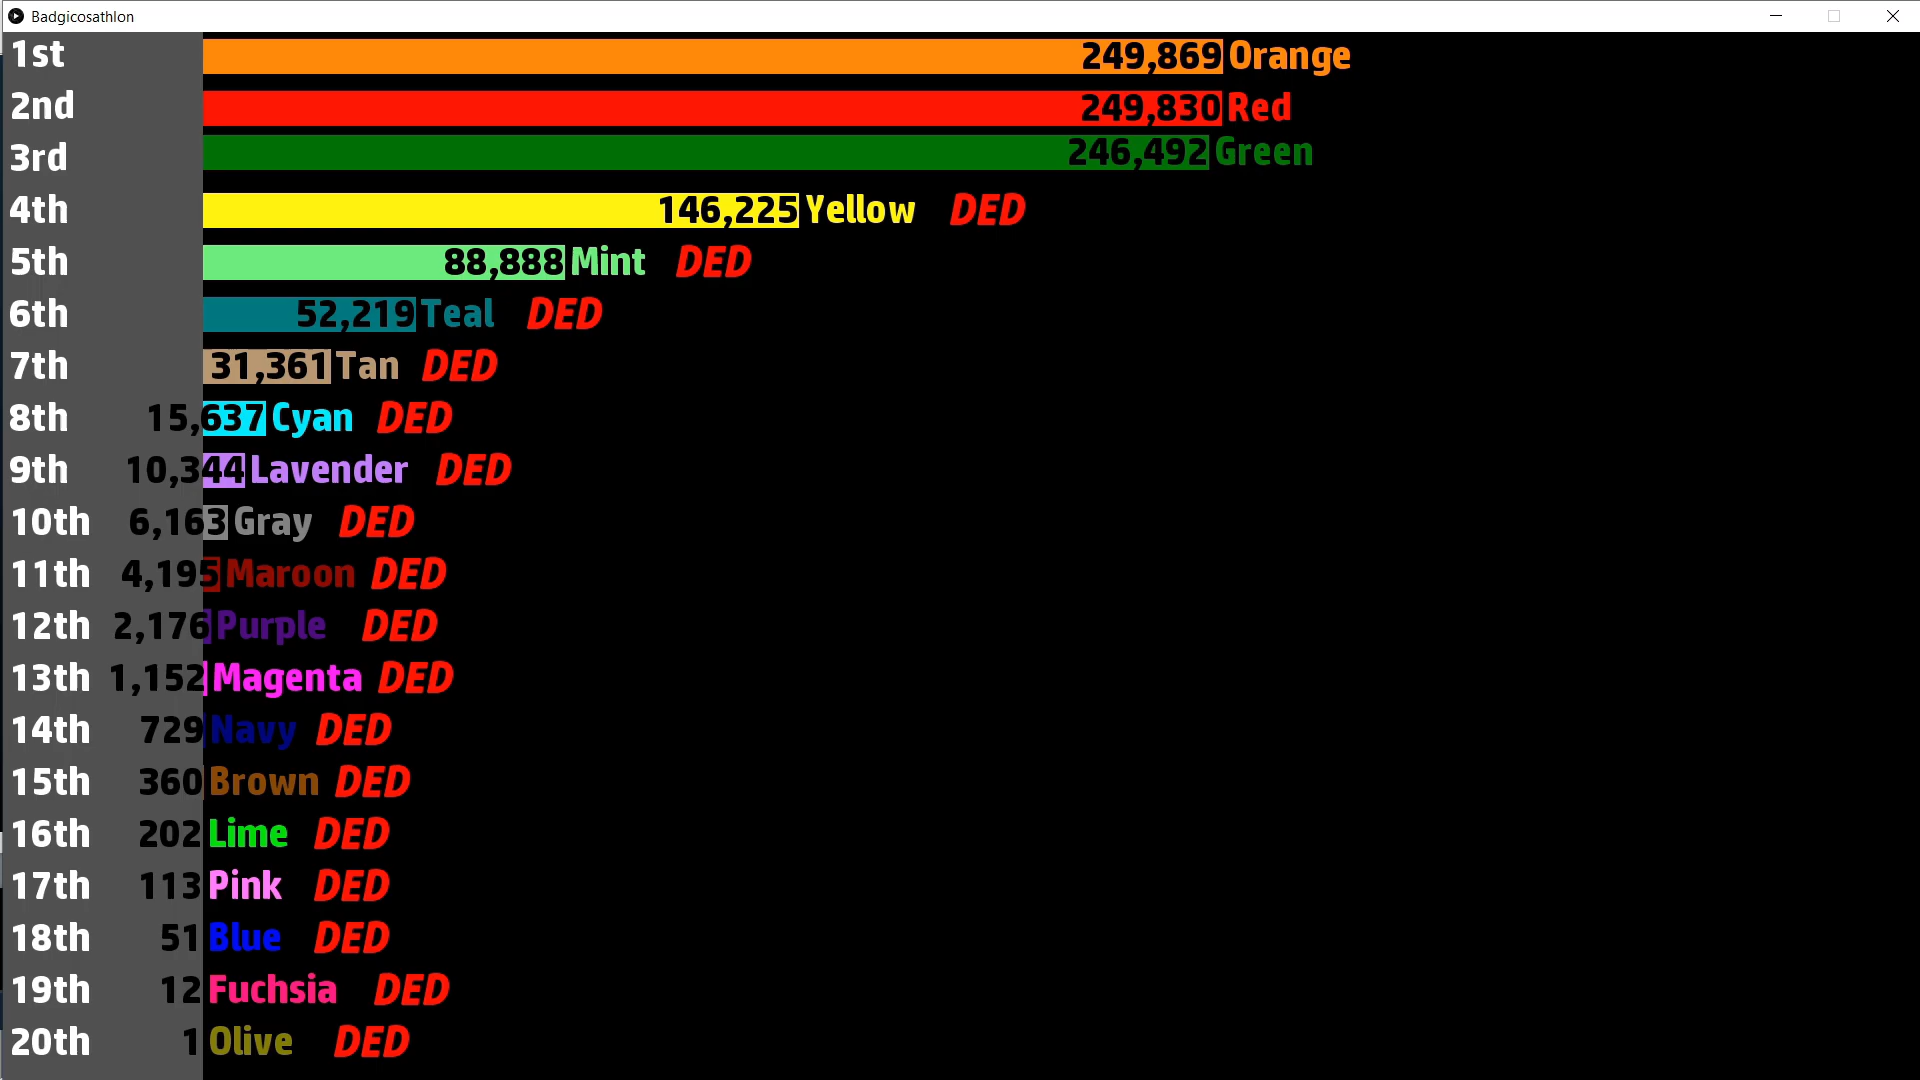 Badgicosathlon
1st 249,869 Orange
2nd 249,830 Red
3rd 246,492 Green
4th 146,225 Yellow DED
5th 88,888 Mint DED
6th 52,219 Teal DED
7th 31,361 Tan DED
8th 15,637 Cyan DED
9th 10,344 Lavender DED
10th 6,163 Gray DED
11th 4,195 Maroon DED
12th 2,176 Purple DED
13th 1,152 Magenta DED
14th 729 Navy DED
15th 360 Brown DED
16th 202 Lime DED
17th 113 Pink DED
18th 51 Blue DED
19th 12 Fuchsia DED
20th 1 Olive DED